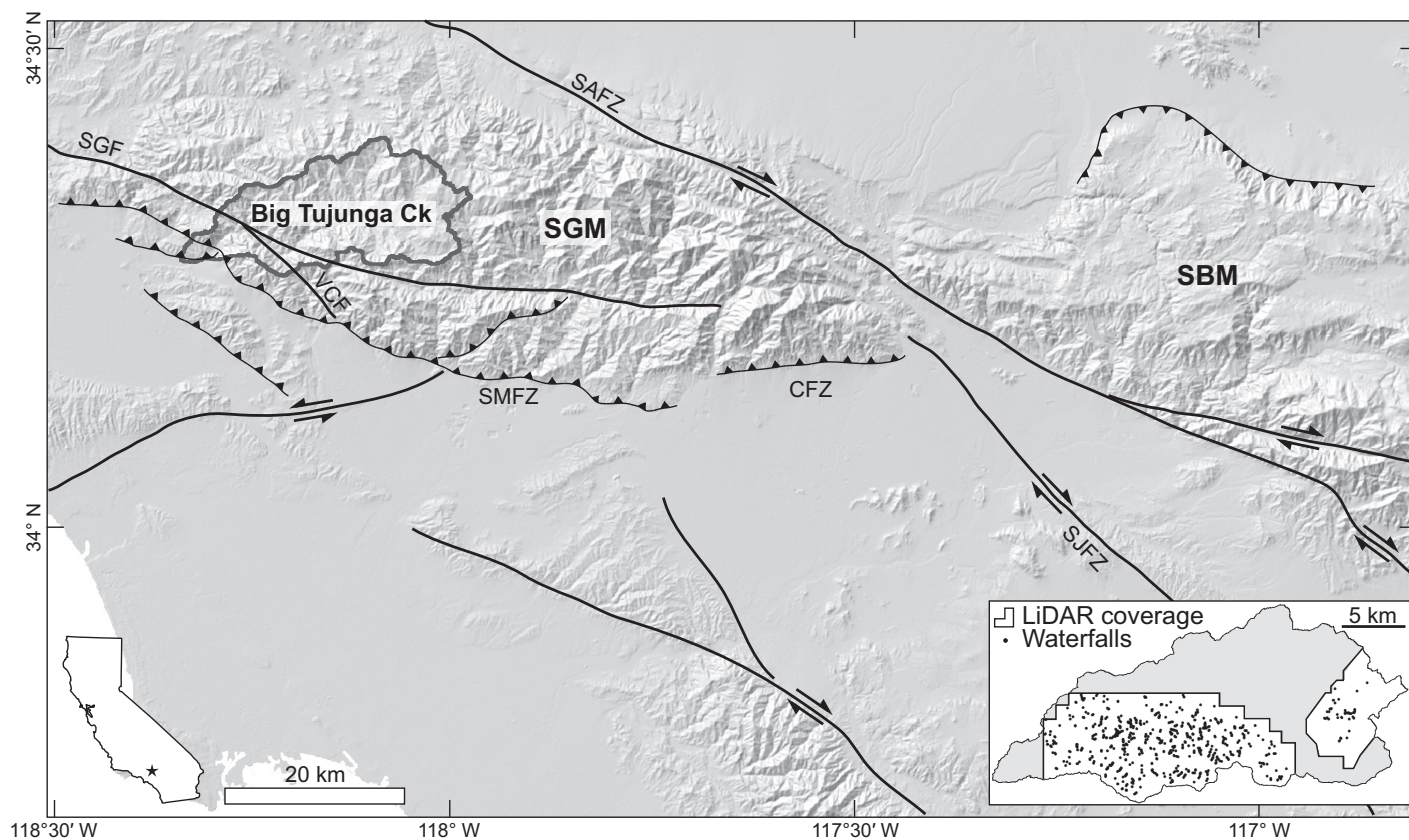 34°30′ N
SAFZ
SGF
Big Tujunga Ck
SGM
SBM
VCF
SMFZ
CFZ
34° N
SJFZ
LiDAR coverage
5 km
Waterfalls
20 km
118°30′ W
118° W
117°30′ W
117° W